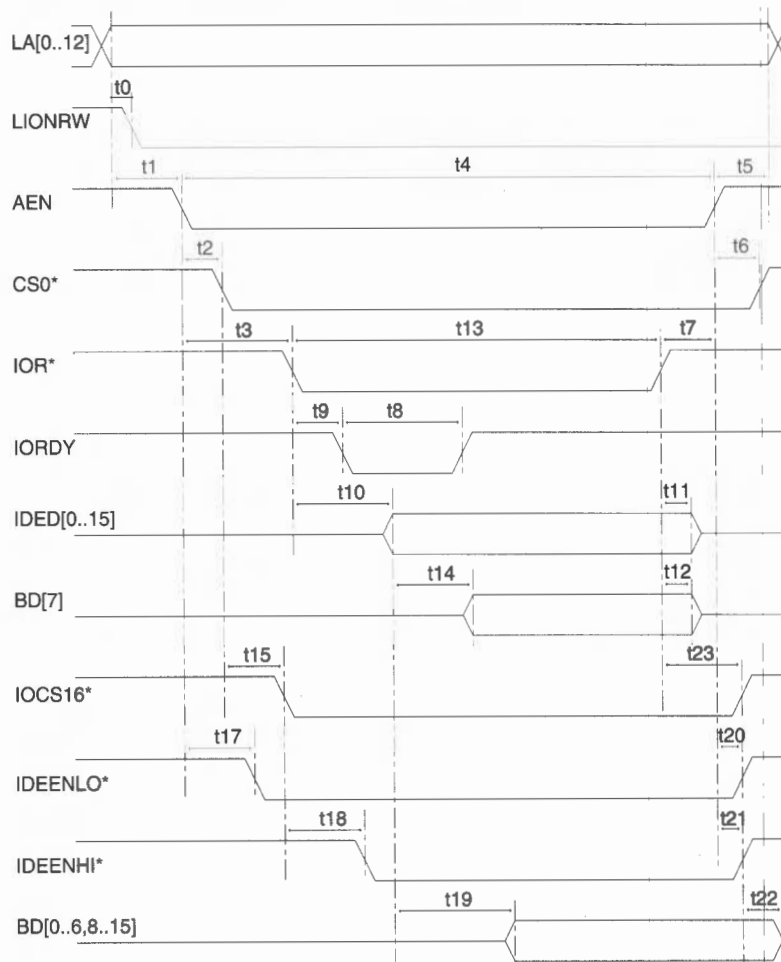 LA[0..12]
t0
LIONRW
t1 t4 t5
AEN
t2 t6
CS0*
t3 t13 t7
IOR*
t9 t8
IORDY
t10 t11
IDED[0..15]
t14 t12
BD[7]
t15 t23
IOCS16*
t17 t20
IDEENLO*
t18 t21
IDEENHI*
t19 t22
BD[0..6,8..15]